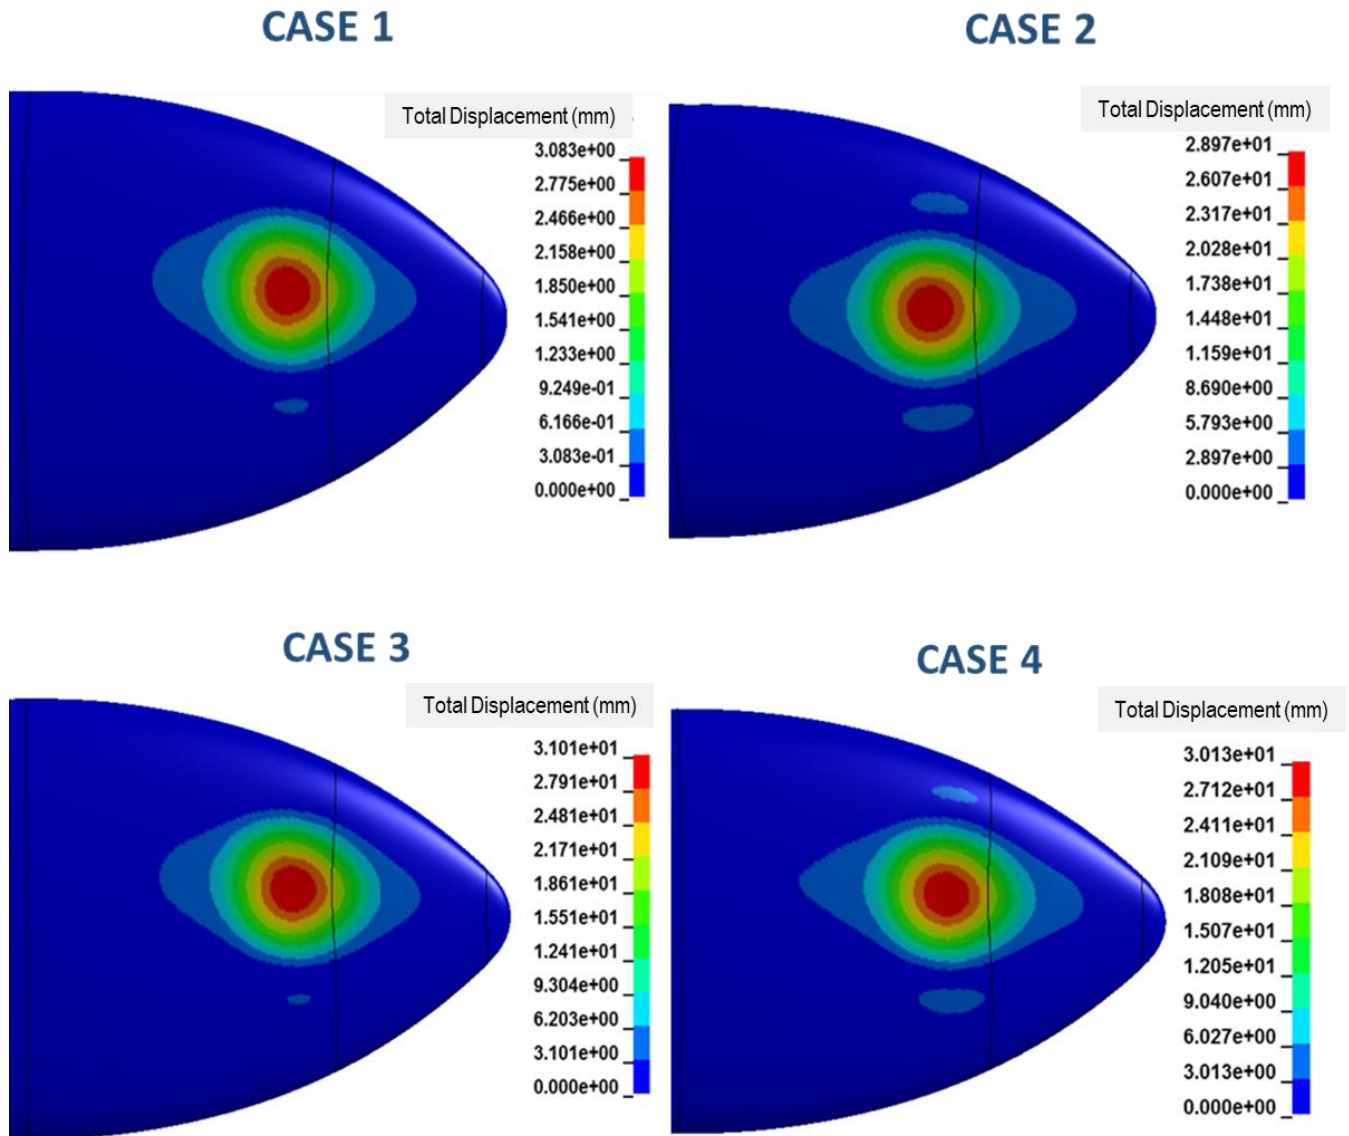 CASE 1
Total Displacement (mm)
3.083e+00
2.775e+00
2.466e+00
2.158e+00
1.850e+00
1.541e+00
1.233e+00
9.249e-01
6.166e-01
3.083e-01
0.000e+00
CASE 2
Total Displacement (mm)
2.897e+01
2.607e+01
2.317e+01
2.028e+01
1.738e+01
1.448e+01
1.159e+01
8.690e+00
5.793e+00
2.897e+00
0.000e+00
CASE 3
Total Displacement (mm)
3.101e+01
2.791e+01
2.481e+01
2.171e+01
1.861e+01
1.551e+01
1.241e+01
9.304e+00
6.203e+00
3.101e+00
0.000e+00
CASE 4
Total Displacement (mm)
3.013e+01
2.712e+01
2.411e+01
2.109e+01
1.808e+01
1.507e+01
1.205e+01
9.040e+00
6.027e+00
3.013e+00
0.000e+00